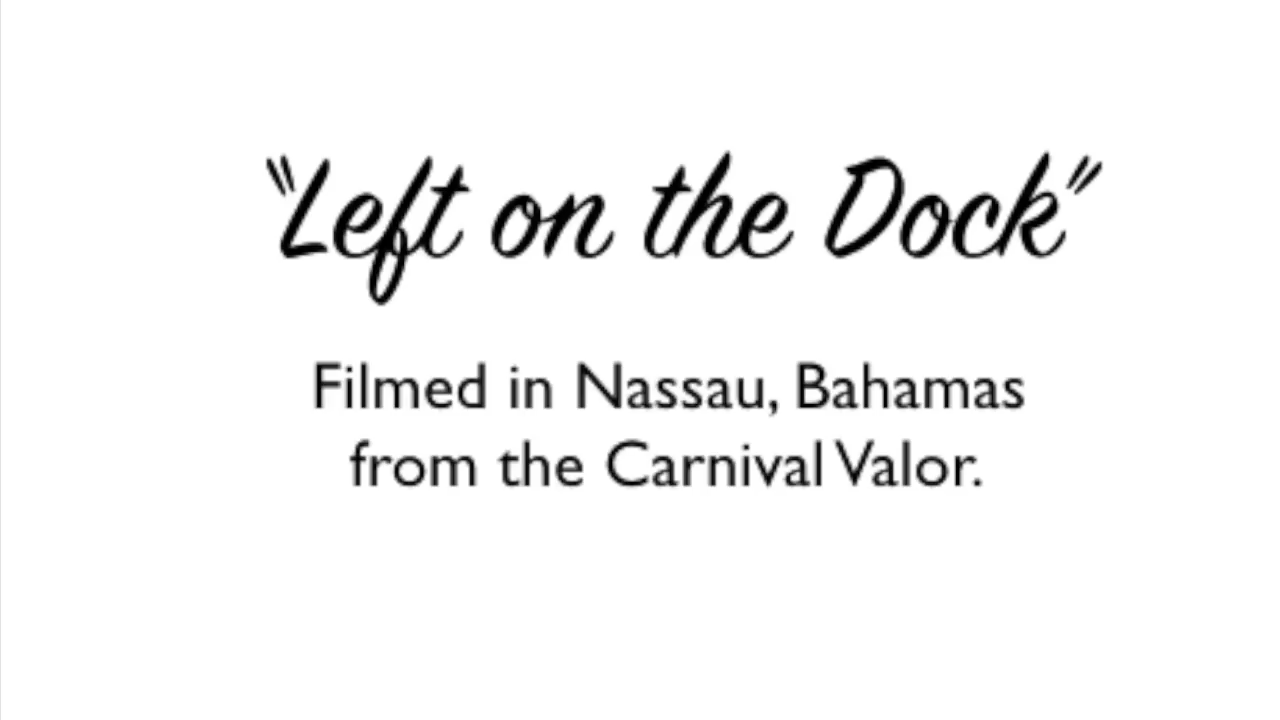 "Left on the Dock"
Filmed in Nassau, Bahamas
from the Carnival Valor.